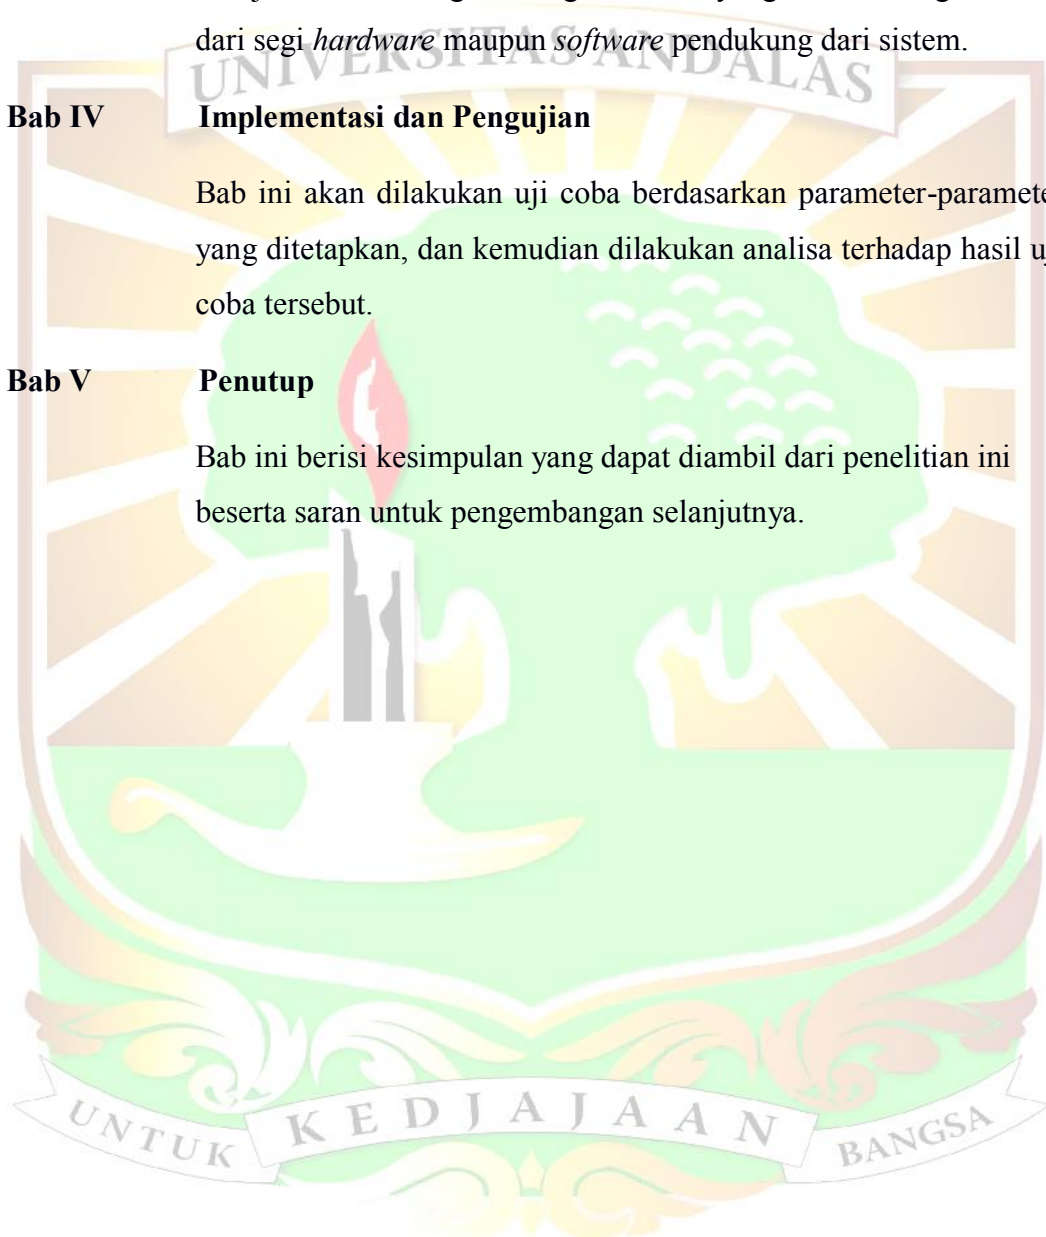 dari segi hardware maupun software pendukung dari sistem.
UNIVERSITAS ANDALAS
Bab IV Implementasi dan Pengujian
Bab ini akan dilakukan uji coba berdasarkan
yang ditetapkan, dan kemudian dilakukan analisa terhadap hasil
coba tersebut.
Bab V Penutup
Bab ini berisi kesimpulan yang dapat diambil dari penelitian ini
beserta saran untuk pengembangan selanjutnya.
UNTUK KEDJAJAAN BANGSA